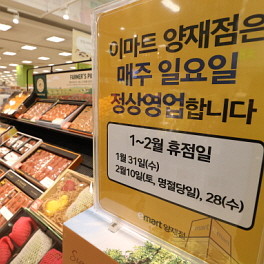 FARMER'S PI
이마트 양재점은
매주 일요일
정상영업합니다
1~2월 휴점일
1월 31일(수)
2월10일(토, 명절당일), 28(수)
emart 양재점